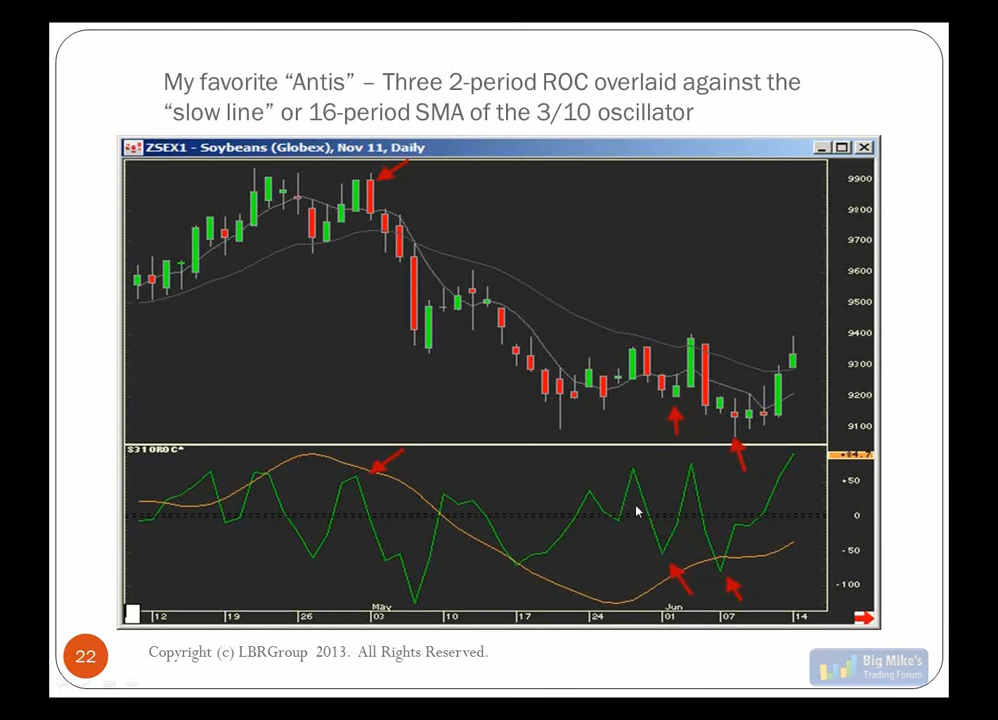 My favorite “Antis” – Three 2-period ROC overlaid against the
“slow line” or 16-period SMA of the 3/10 oscillator
ZSEX1 - Soybeans (Globex), Nov 11, Daily
9900
9800
9700
9600
9500
9400
9300
9200
9100
S310ROC^
+84.7
+50
0
-50
-100
May Jun
12 19 26 03 10 17 24 01 07 14
22
Copyright (c) LBRGroup 2013. All Rights Reserved.
Big Mike's
Trading Forum